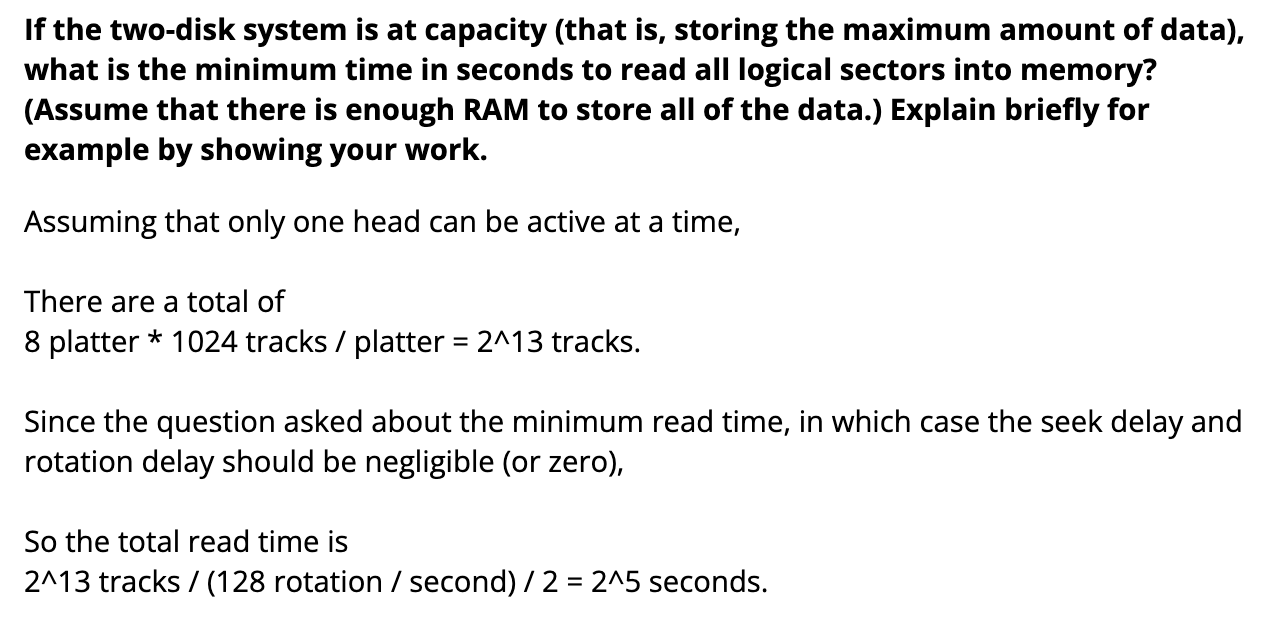 If the two-disk system is at capacity (that is, storing the maximum amount of data),
what is the minimum time in seconds to read all logical sectors into memory?
(Assume that there is enough RAM to store all of the data.) Explain briefly for
example by showing your work.
Assuming that only one head can be active at a time,
There are a total of
8 platter * 1024 tracks / platter = 2^13 tracks.
Since the question asked about the minimum read time, in which case the seek delay and
rotation delay should be negligible (or zero),
So the total read time is
2^13 tracks / (128 rotation / second) / 2 = 2^5 seconds.